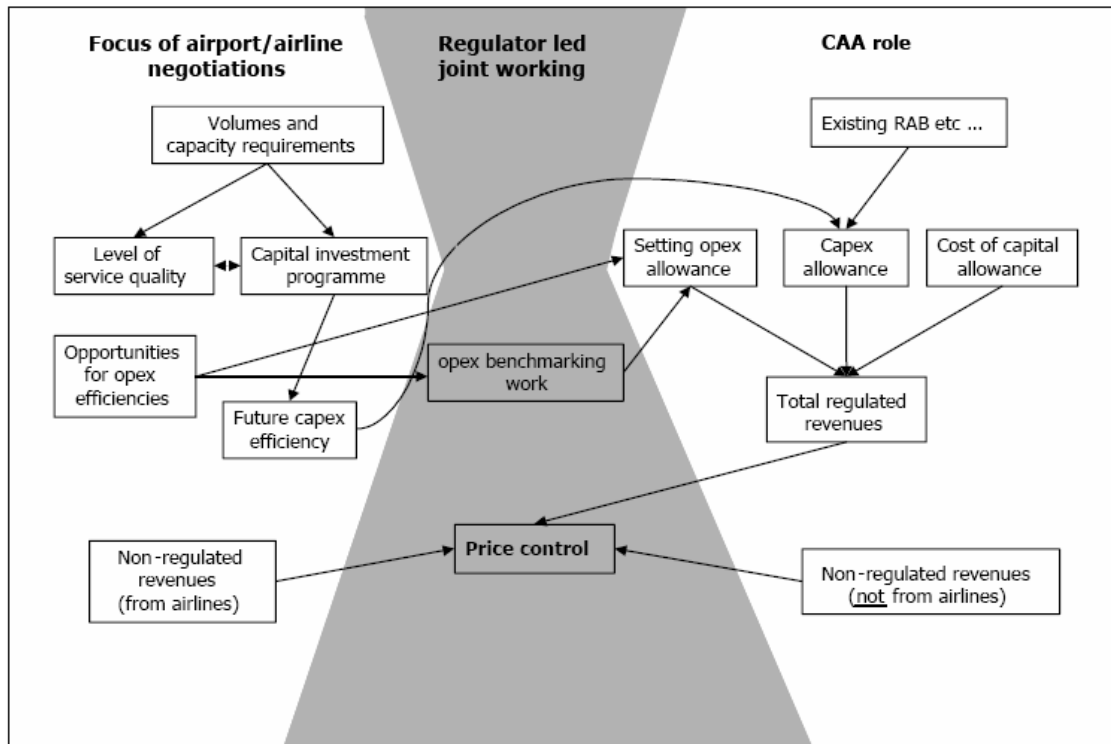 Focus of airport/airline
negotiations
Regulator led
joint working
CAA role
Volumes and
capacity requirements
Existing RAB etc ...
Level of
service quality
Capital investment
programme
Setting opex
allowance
Capex
allowance
Cost of capital
allowance
Opportunities
for opex
efficiencies
opex benchmarking
work
Future capex
efficiency
Total regulated
revenues
Price control
Non-regulated
revenues
(from airlines)
Non-regulated revenues
(not from airlines)